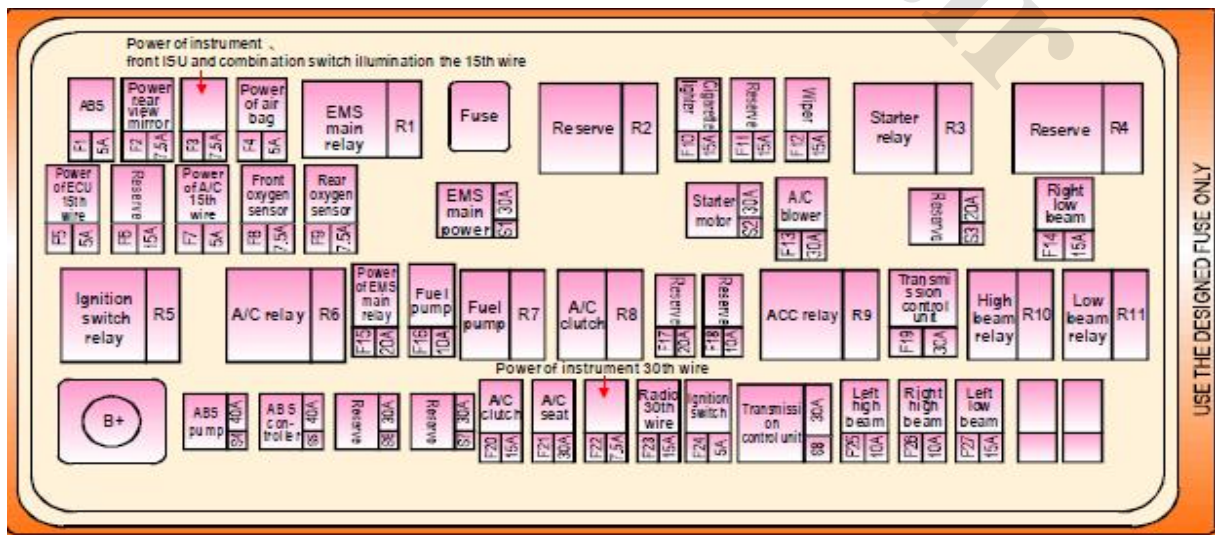 Power of instrument 、
front ISU and combination switch illumination the 15th wire
ABS
F1 5A
Power
rear
view
mirror
F2 7.5A
F3 7.5A
Power
of air
bag
F4 5A
EMS
main
relay
R1
Fuse
Reserve
R2
Cigarette
lighter
F10 15A
Reserve
F11 15A
Wiper
F12 15A
Starter
relay
R3
Reserve
R4
Power
of ECU
15th
wire
F5 5A
Reserve
F6 15A
Power
of A/C
15th
wire
F7 5A
Front
oxygen
sensor
F8 7.5A
Rear
oxygen
sensor
F9 7.5A
EMS
main
power
S1 30A
Starter
motor
S2 30A
A/C
blower
F13 30A
Reserve
S3 20A
Right
low
beam
F14 15A
Ignition
switch
relay
R5
A/C relay
R6
Power
of EMS
main
relay
F15 20A
Fuel
pump
F16 10A
Fuel
pump
R7
A/C
clutch
R8
Reserve
F17 20A
Reserve
F18 10A
ACC relay
R9
Transmi
ssion
control
unit
F19 30A
High
beam
relay
R10
Low
beam
relay
R11
Power of instrument 30th wire
B+
ABS
pump
S4 40A
ABS
con-
troller
S5 40A
Reserve
S6 30A
Reserve
S7 30A
A/C
clutch
F20 15A
A/C
seat
F21 30A
F22 7.5A
Radio
30th
wire
F23 15A
Ignition
switch
F24 5A
Transmissi
on
control unit
S8 30A
Left
high
beam
F25 10A
Right
high
beam
F26 10A
Left
low
beam
F27 15A
USE THE DESIGNED FUSE ONLY